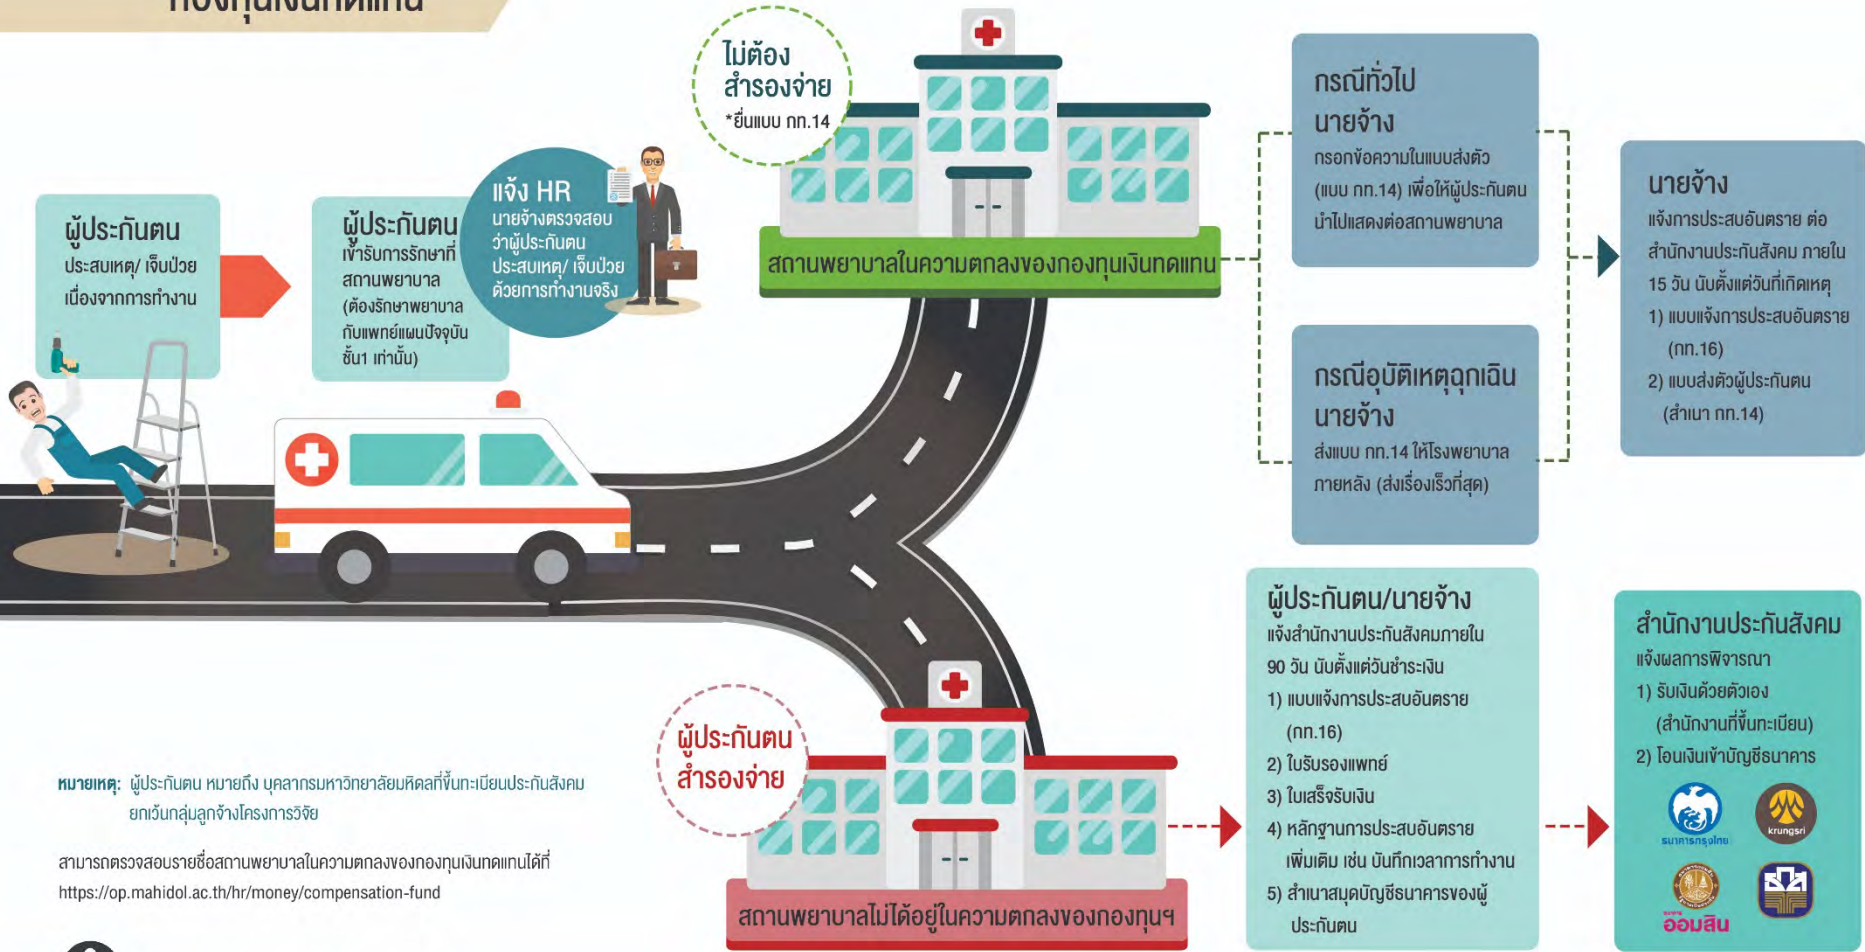 กองทุนเงินทดแทน
ผู้ประกันตน
ประสบเหตุ/ เจ็บป่วย
เนื่องจากการทำงาน
ผู้ประกันตน
เข้ารับการรักษาที่
สถานพยาบาล
(ต้องรักษาพยาบาล
กับแพทย์แผนปัจจุบัน
ชั้น1 เท่านั้น)
แจ้ง HR
นายจ้างตรวจสอบ
ว่าผู้ประกันตน
ประสบเหตุ/ เจ็บป่วย
ด้วยการทำงานจริง
ไม่ต้อง
สำรองจ่าย
*ยื่นแบบ กท.14
สถานพยาบาลในความตกลงของกองทุนเงินทดแทน
กรณีทั่วไป
นายจ้าง
กรอกข้อความในแบบส่งตัว
(แบบ กท.14) เพื่อให้ผู้ประกันตน
นำไปแสดงต่อสถานพยาบาล
กรณีอุบัติเหตุฉุกเฉิน
นายจ้าง
ส่งแบบ กท.14 ให้โรงพยาบาล
ภายหลัง (ส่งเรื่องเร็วที่สุด)
นายจ้าง
แจ้งการประสบอันตราย ต่อ
สำนักงานประกันสังคม ภายใน
15 วัน นับตั้งแต่วันที่เกิดเหตุ
1) แบบแจ้งการประสบอันตราย
(กท.16)
2) แบบส่งตัวผู้ประกันตน
(สำเนา กท.14)
ผู้ประกันตน
สำรองจ่าย
สถานพยาบาลไม่ได้อยู่ในความตกลงของกองทุนฯ
ผู้ประกันตน/นายจ้าง
แจ้งสำนักงานประกันสังคมภายใน
90 วัน นับตั้งแต่วันชำระเงิน
1) แบบแจ้งการประสบอันตราย
(กท.16)
2) ใบรับรองแพทย์
3) ใบเสร็จรับเงิน
4) หลักฐานการประสบอันตราย
เพิ่มเติม เช่น บันทึกเวลาการทำงาน
5) สำเนาสมุดบัญชีธนาคารของผู้
ประกันตน
สำนักงานประกันสังคม
แจ้งผลการพิจารณา
1) รับเงินด้วยตัวเอง
(สำนักงานที่ขึ้นทะเบียน)
2) โอนเงินเข้าบัญชีธนาคาร
ธนาคารกรุงไทย
krungsri
ออมสิน
หมายเหตุ: ผู้ประกันตน หมายถึง บุคลากรมหาวิทยาลัยมหิดลที่ขึ้นทะเบียนประกันสังคม
ยกเว้นกลุ่มลูกจ้างโครงการวิจัย
สามารถตรวจสอบรายชื่อสถานพยาบาลในความตกลงของกองทุนเงินทดแทนได้ที่
https://op.mahidol.ac.th/hr/money/compensation-fund